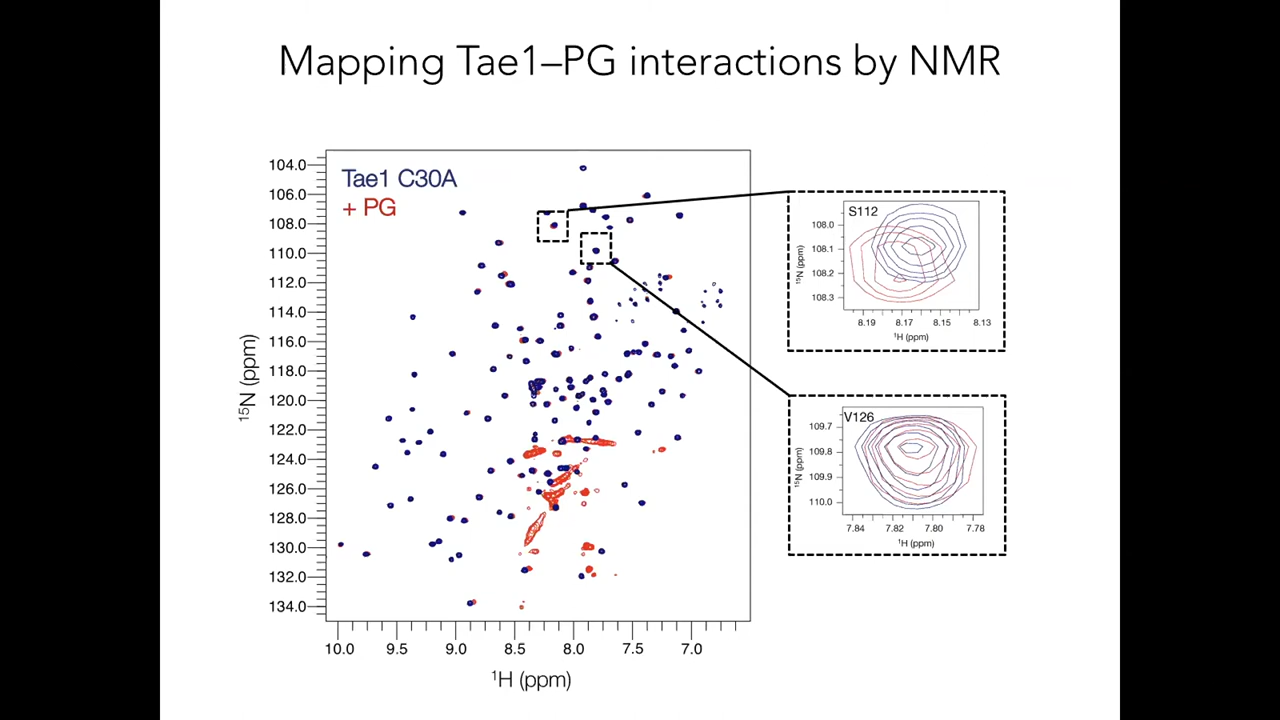 Mapping Tae1–PG interactions by NMR
Tae1 C30A
+ PG
104.0
106.0
108.0
110.0
112.0
114.0
116.0
118.0
120.0
122.0
124.0
126.0
128.0
130.0
132.0
134.0
¹⁵N (ppm)
10.0 9.5 9.0 8.5 8.0 7.5 7.0
¹H (ppm)
S112
108.0
108.1
108.2
108.3
¹⁵N (ppm)
8.19 8.17 8.15 8.13
¹H (ppm)
V126
109.7
109.8
109.9
110.0
¹⁵N (ppm)
7.84 7.82 7.80 7.78
¹H (ppm)